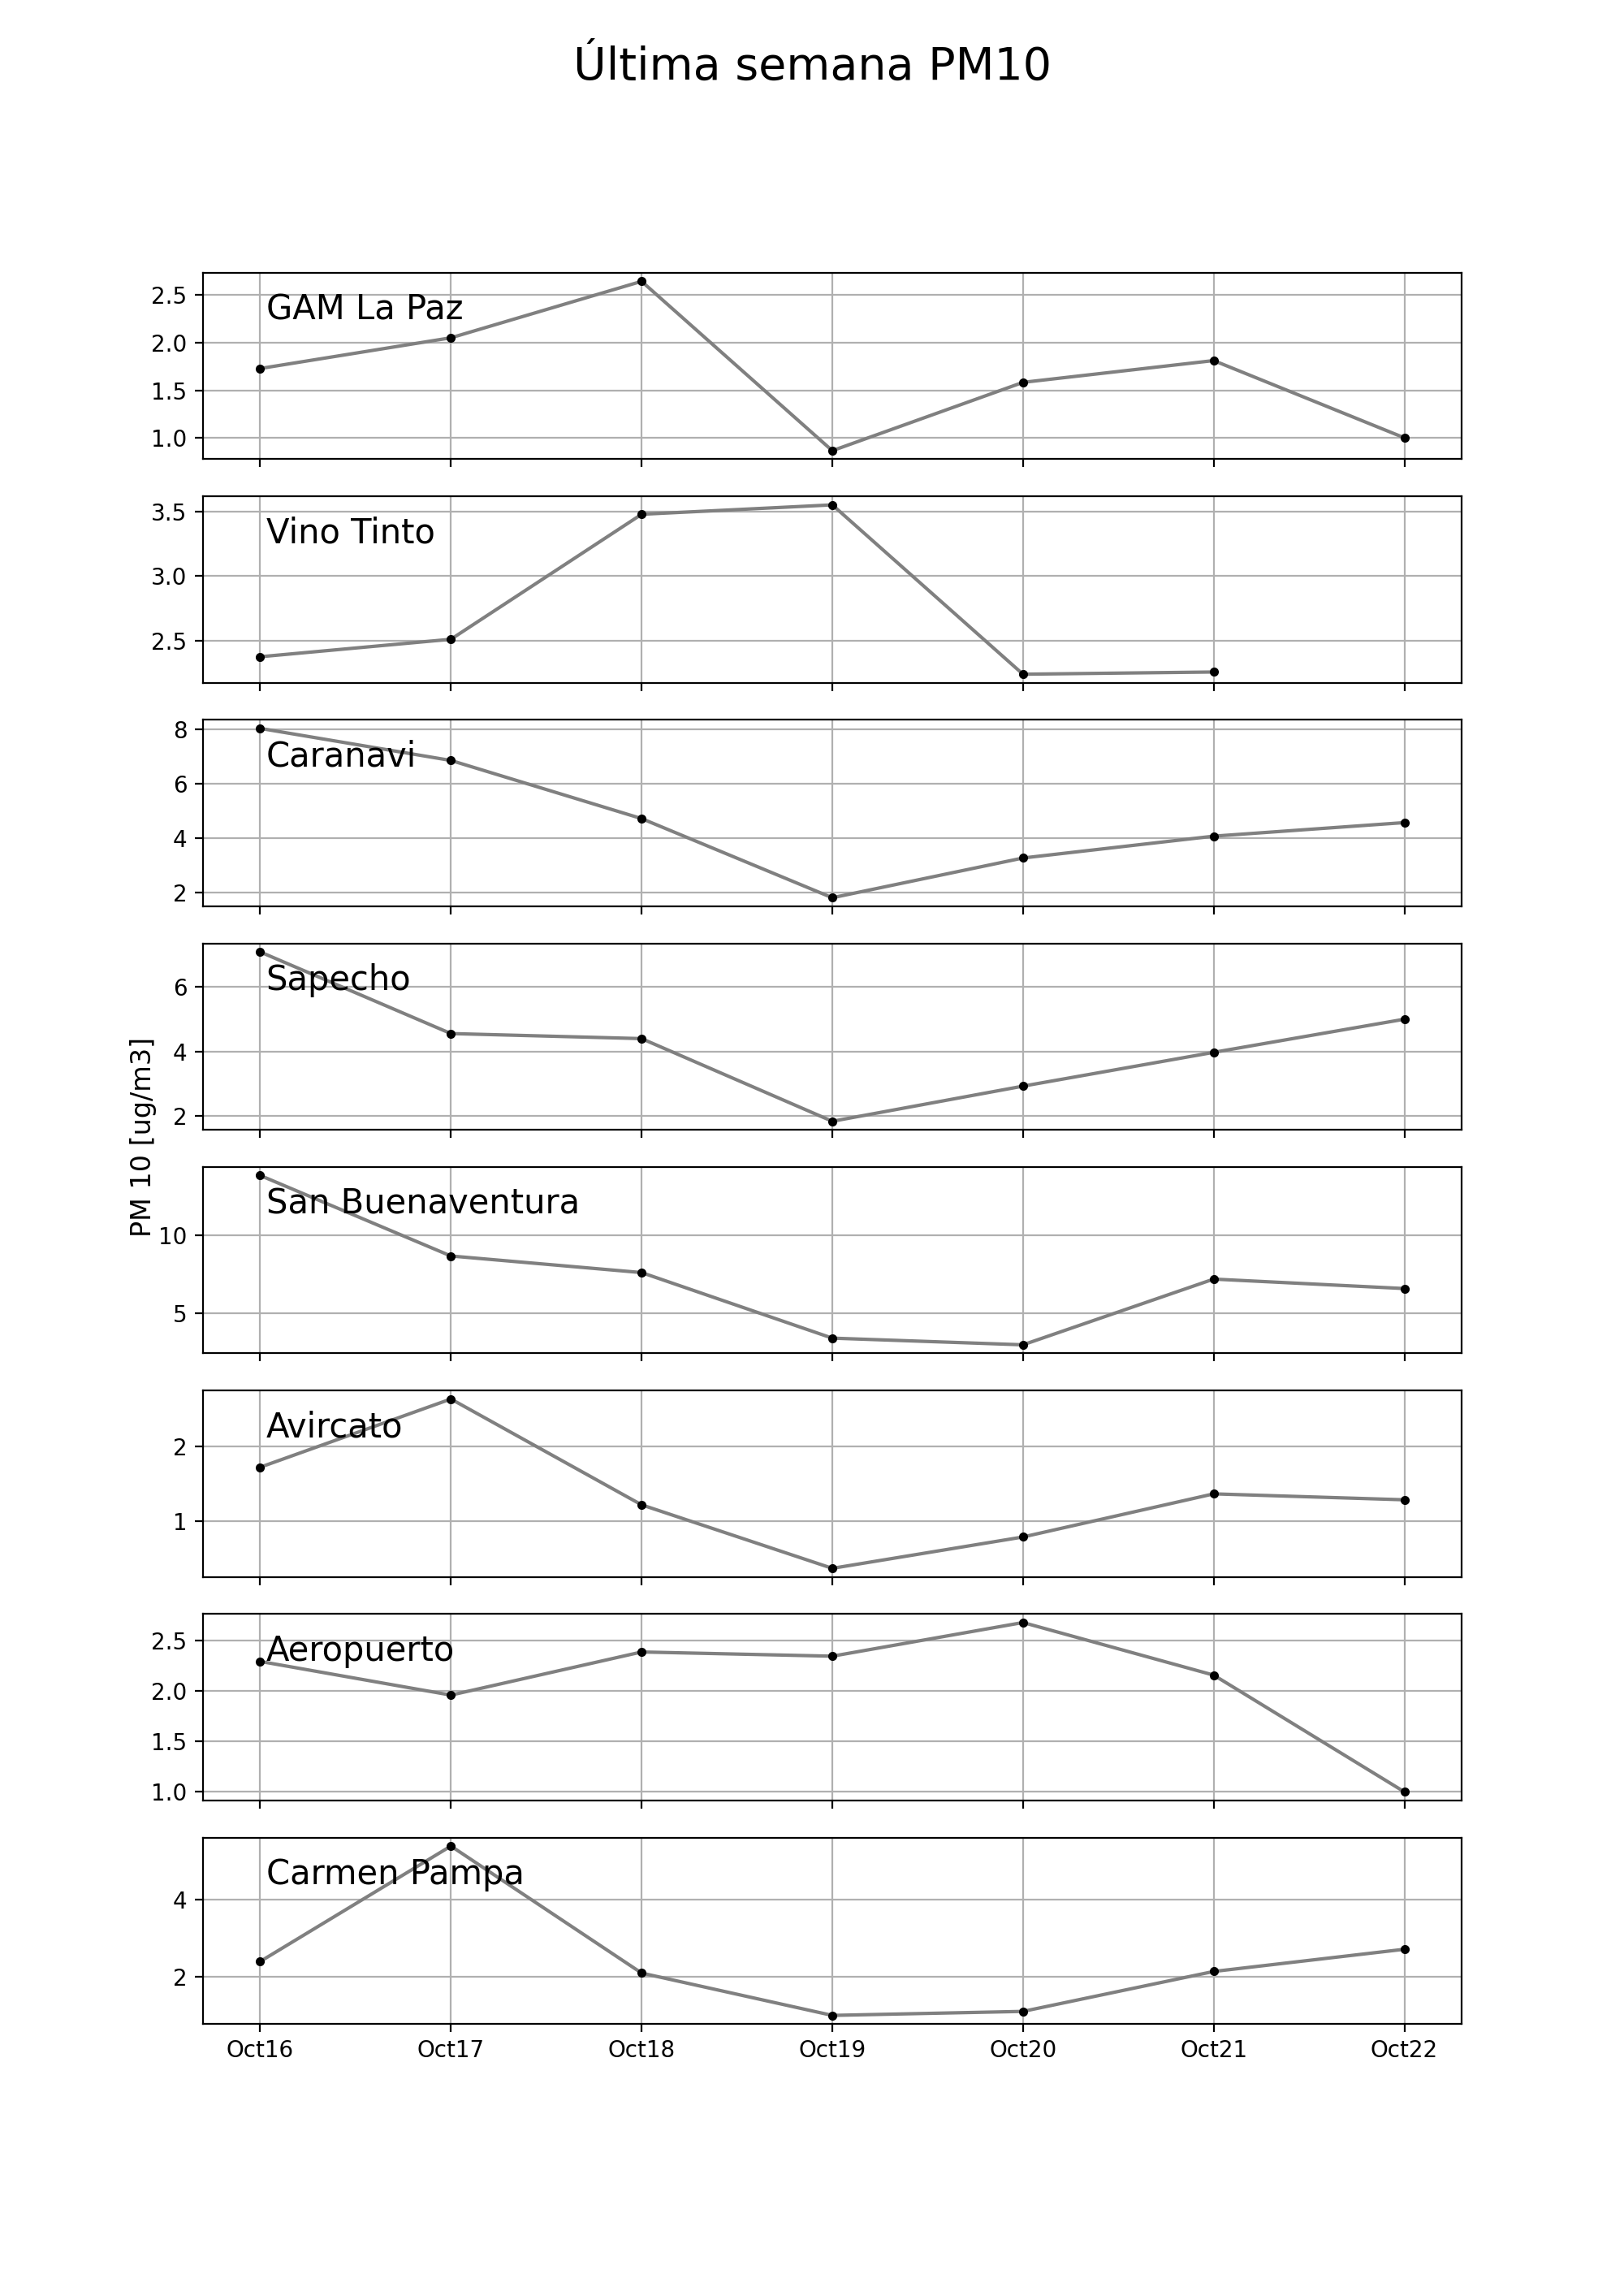 Última semana PM10
GAM La Paz
2.5
2.0
1.5
1.0
Vino Tinto
3.5
3.0
2.5
Caranavi
8
6
4
2
Sapecho
6
4
2
PM 10 [ug/m3]
San Buenaventura
10
5
Avircato
2
1
Aeropuerto
2.5
2.0
1.5
1.0
Carmen Pampa
4
2
Oct16 Oct17 Oct18 Oct19 Oct20 Oct21 Oct22